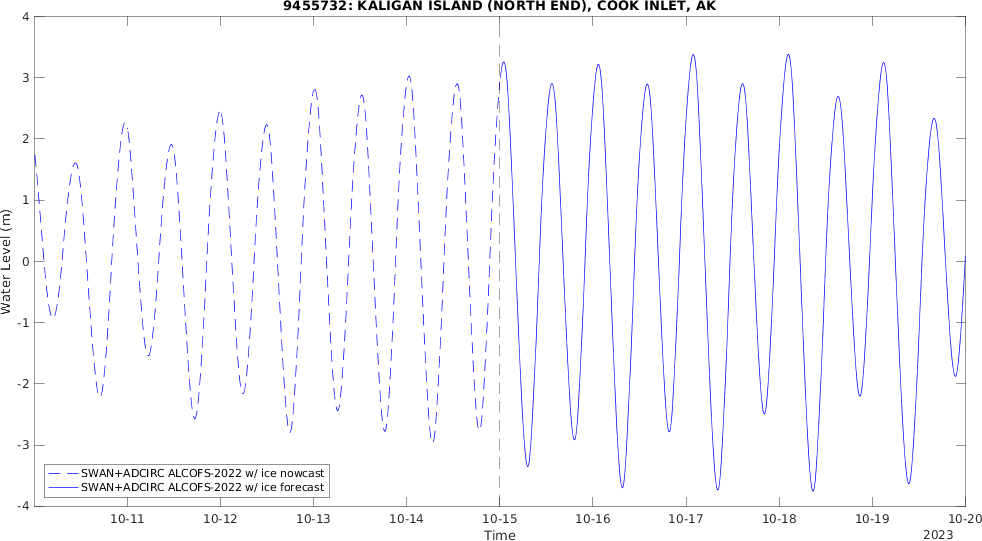 9455732: KALIGAN ISLAND (NORTH END), COOK INLET, AK
4
3
2
1
0
-1
-2
-3
-4
Water Level (m)
SWAN+ADCIRC ALCOFS-2022 w/ ice nowcast
SWAN+ADCIRC ALCOFS-2022 w/ ice forecast
10-11 10-12 10-13 10-14 10-15 10-16 10-17 10-18 10-19 10-20
Time
2023